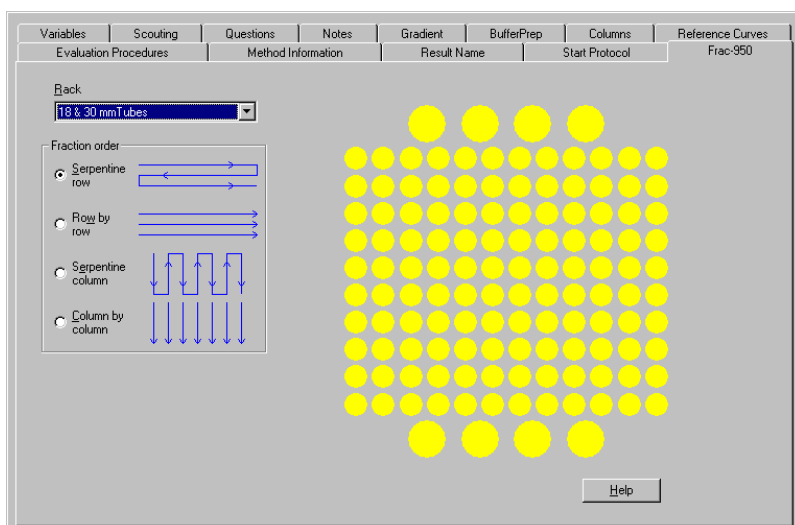 Variables Scouting Questions Notes Gradient BufferPrep Columns Reference Curves
Evaluation Procedures Method Information Result Name Start Protocol Frac-950
Rack
18 & 30 mmTubes
Fraction order
Serpentine
row
Row by
row
Serpentine
column
Column by
column
Help